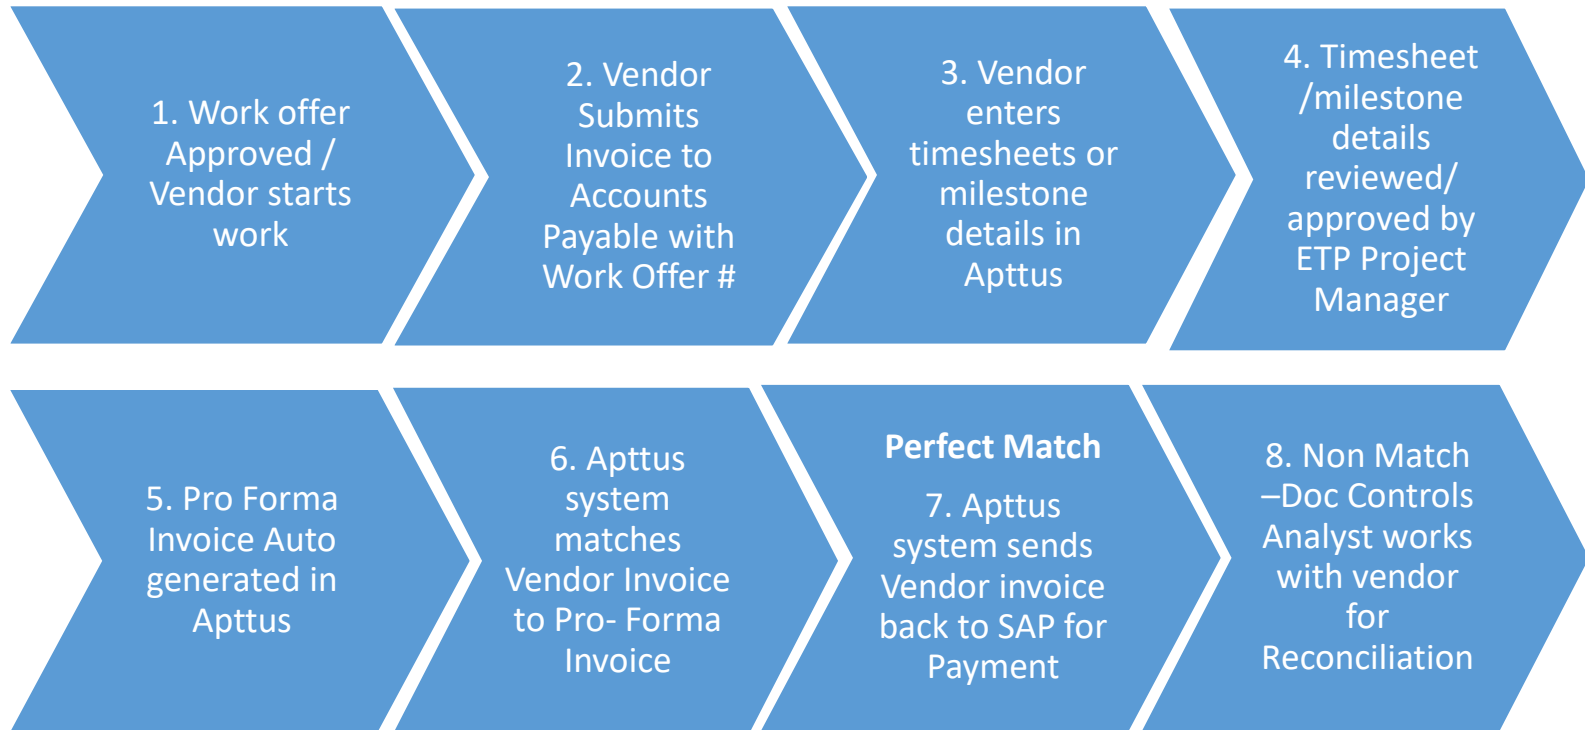 1. Work offer
Approved /
Vendor starts
work
2. Vendor
Submits
Invoice to
Accounts
Payable with
Work Offer #
3. Vendor
enters
timesheets or
milestone
details in
Apttus
4. Timesheet
/milestone
details
reviewed/
approved by
ETP Project
Manager
5. Pro Forma
Invoice Auto
generated in
Apttus
6. Apttus
system
matches
Vendor Invoice
to Pro- Forma
Invoice
Perfect Match
7. Apttus
system sends
Vendor invoice
back to SAP for
Payment
8. Non Match
–Doc Controls
Analyst works
with vendor
for
Reconciliation